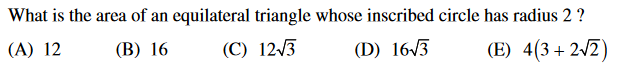 What is the area of an equilateral triangle whose inscribed circle has radius 2 ?
(A) 12 (B) 16 (C) 12√3 (D) 16√3 (E) 4(3 + 2√2)